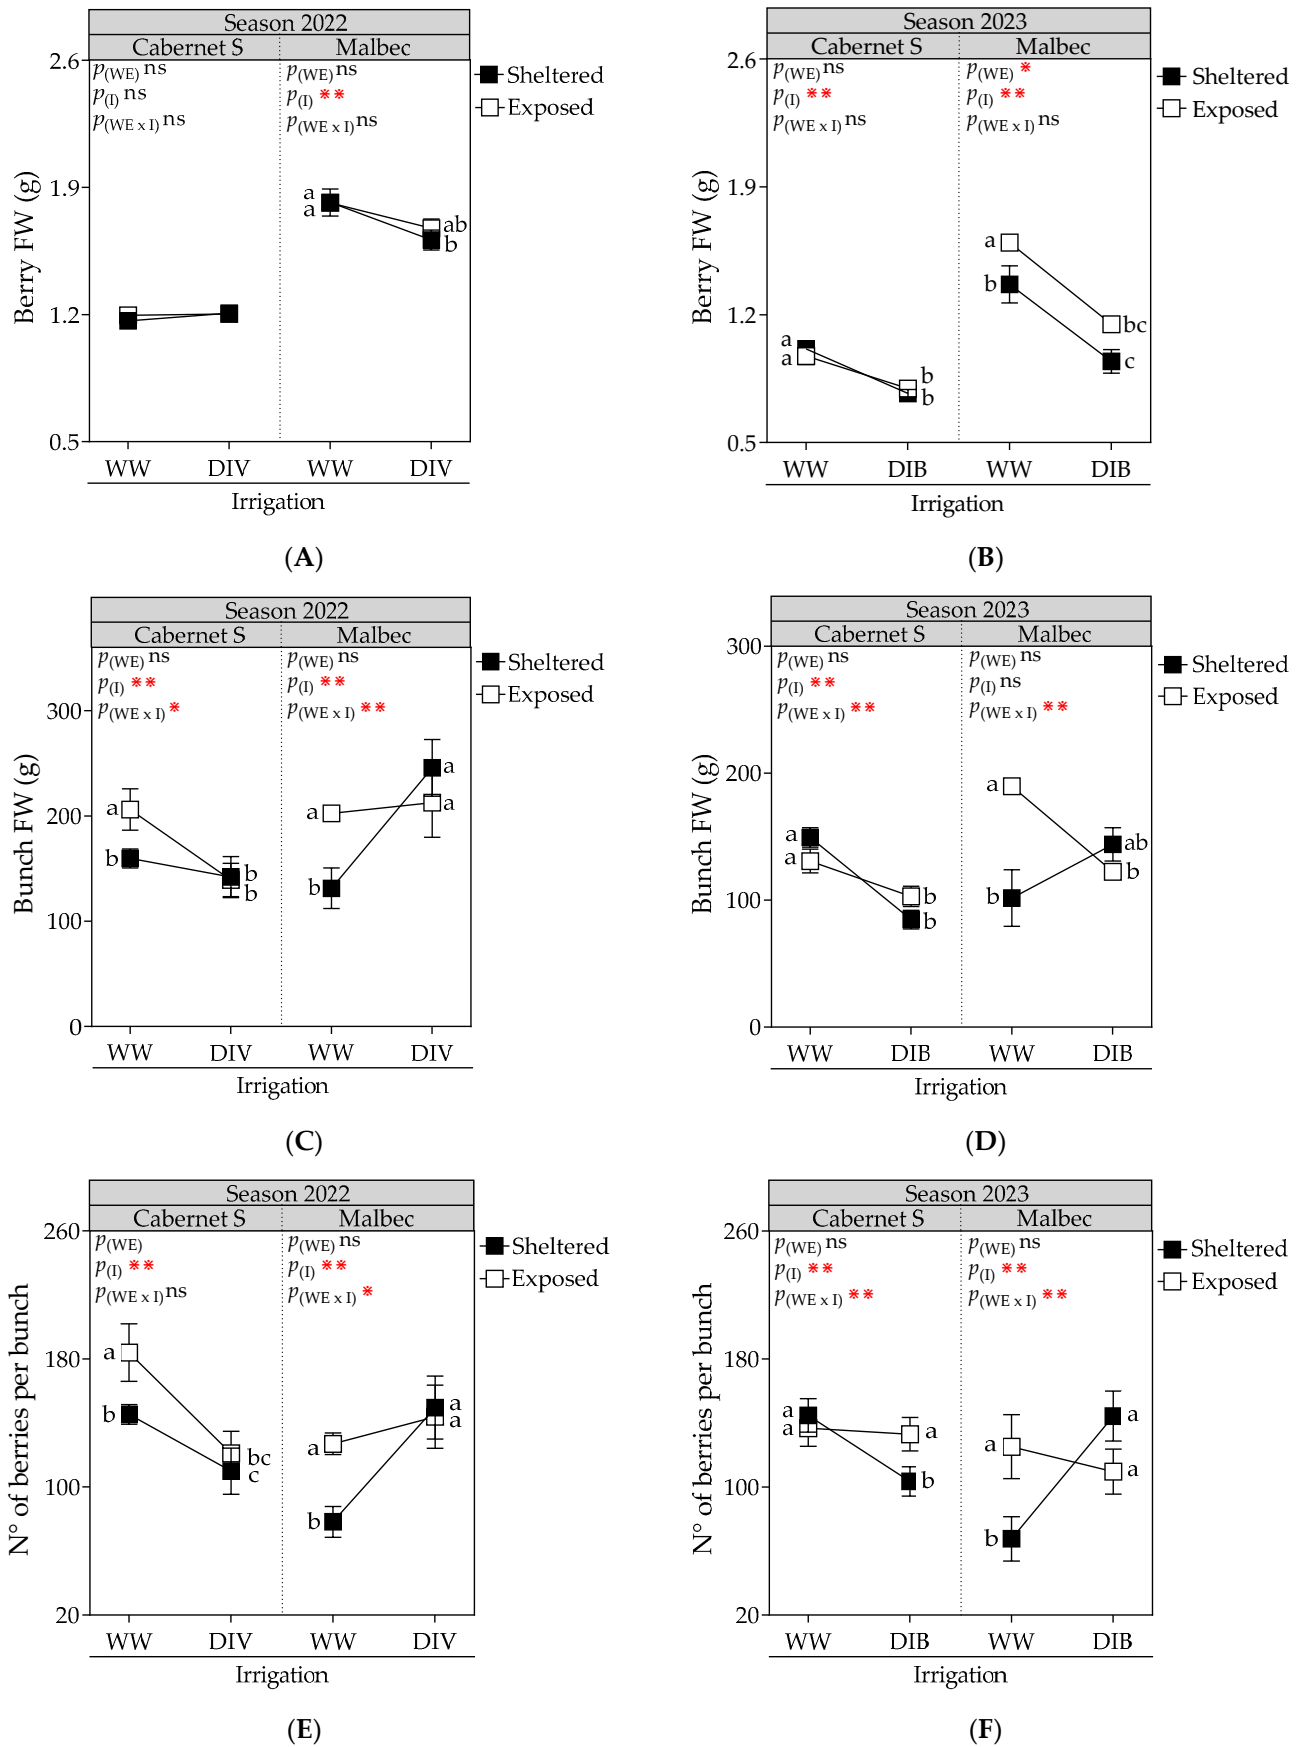 Season 2022
Cabernet S Malbec
2.6
1.9
1.2
0.5
Berry FW (g)
p(WE) ns
p(I) ns
p(WE x I) ns
p(WE) ns
p(I) **
p(WE x I) ns
a
a
ab
b
Sheltered
Exposed
WW DIV WW DIV
Irrigation
(A)
Season 2023
Cabernet S Malbec
2.6
1.9
1.2
0.5
Berry FW (g)
p(WE) ns
p(I) **
p(WE x I) ns
p(WE) *
p(I) **
p(WE x I) ns
a
a
b
b
a
b
bc
c
Sheltered
Exposed
WW DIB WW DIB
Irrigation
(B)
Season 2022
Cabernet S Malbec
300
200
100
0
Bunch FW (g)
p(WE) ns
p(I) **
p(WE x I) *
p(WE) ns
p(I) **
p(WE x I) **
a
b
b
b
a
b
a
a
Sheltered
Exposed
WW DIV WW DIV
Irrigation
(C)
Season 2023
Cabernet S Malbec
300
200
100
0
Bunch FW (g)
p(WE) ns
p(I) **
p(WE x I) **
p(WE) ns
p(I) ns
p(WE x I) **
a
a
b
b
a
b
ab
b
Sheltered
Exposed
WW DIB WW DIB
Irrigation
(D)
Season 2022
Cabernet S Malbec
260
180
100
20
N° of berries per bunch
p(WE)
p(I) **
p(WE x I) ns
p(WE) ns
p(I) **
p(WE x I) *
a
b
bc
c
a
b
a
a
Sheltered
Exposed
WW DIV WW DIV
Irrigation
(E)
Season 2023
Cabernet S Malbec
260
180
100
20
N° of berries per bunch
p(WE) ns
p(I) **
p(WE x I) **
p(WE) ns
p(I) **
p(WE x I) **
a
a
a
b
a
b
a
a
Sheltered
Exposed
WW DIB WW DIB
Irrigation
(F)